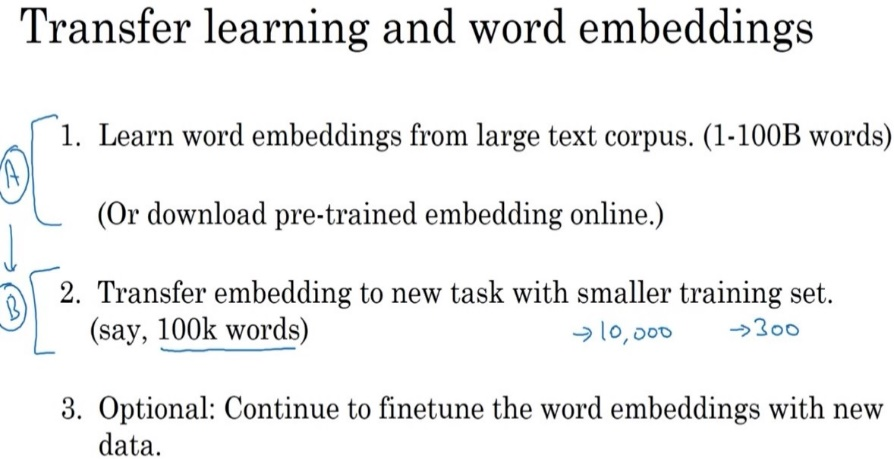 Transfer learning and word embeddings
1. Learn word embeddings from large text corpus. (1-100B words)
A
(Or download pre-trained embedding online.)
2. Transfer embedding to new task with smaller training set.
B
(say, 100k words) →10,000 →300
3. Optional: Continue to finetune the word embeddings with new
data.